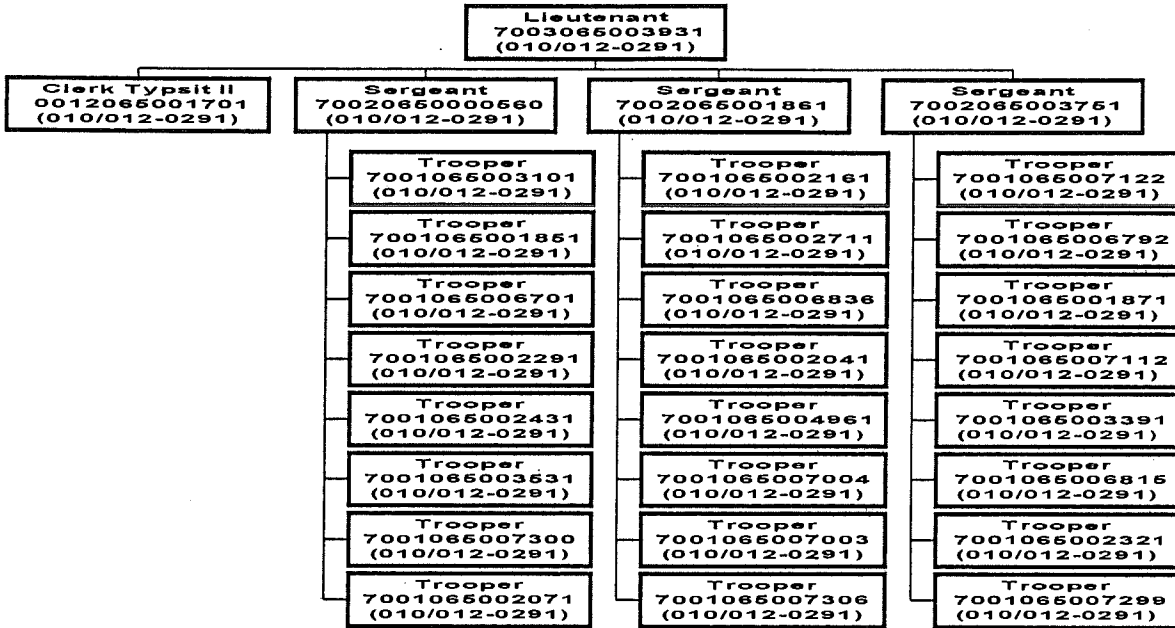 Lieutenant
7003065003931
(010/012-0291)
Clerk Typsit II
0012065001701
(010/012-0291)
Sergeant
70020650000560
(010/012-0291)
Sergeant
7002065001861
(010/012-0291)
Sergeant
7002065003751
(010/012-0291)
Trooper
7001065003101
(010/012-0291)
Trooper
7001065001851
(010/012-0291)
Trooper
7001065006701
(010/012-0291)
Trooper
7001065002291
(010/012-0291)
Trooper
7001065002431
(010/012-0291)
Trooper
7001065003531
(010/012-0291)
Trooper
7001065007300
(010/012-0291)
Trooper
7001065002071
(010/012-0291)
Trooper
7001065002161
(010/012-0291)
Trooper
7001065002711
(010/012-0291)
Trooper
7001065006836
(010/012-0291)
Trooper
7001065002041
(010/012-0291)
Trooper
7001065004961
(010/012-0291)
Trooper
7001065007004
(010/012-0291)
Trooper
7001065007003
(010/012-0291)
Trooper
7001065007306
(010/012-0291)
Trooper
7001065007122
(010/012-0291)
Trooper
7001065006792
(010/012-0291)
Trooper
7001065001871
(010/012-0291)
Trooper
7001065007112
(010/012-0291)
Trooper
7001065003391
(010/012-0291)
Trooper
7001065006815
(010/012-0291)
Trooper
7001065002321
(010/012-0291)
Trooper
7001065007299
(010/012-0291)